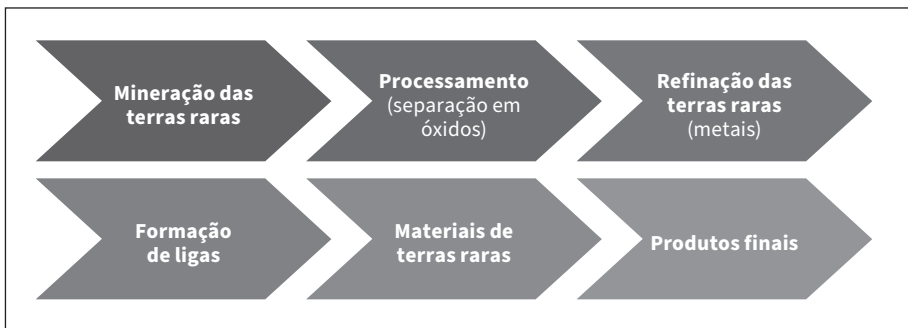 Mineração das
terras raras
Processamento
(separação em
óxidos)
Refinação das
terras raras
(metais)
Formação
de ligas
Materiais de
terras raras
Produtos finais